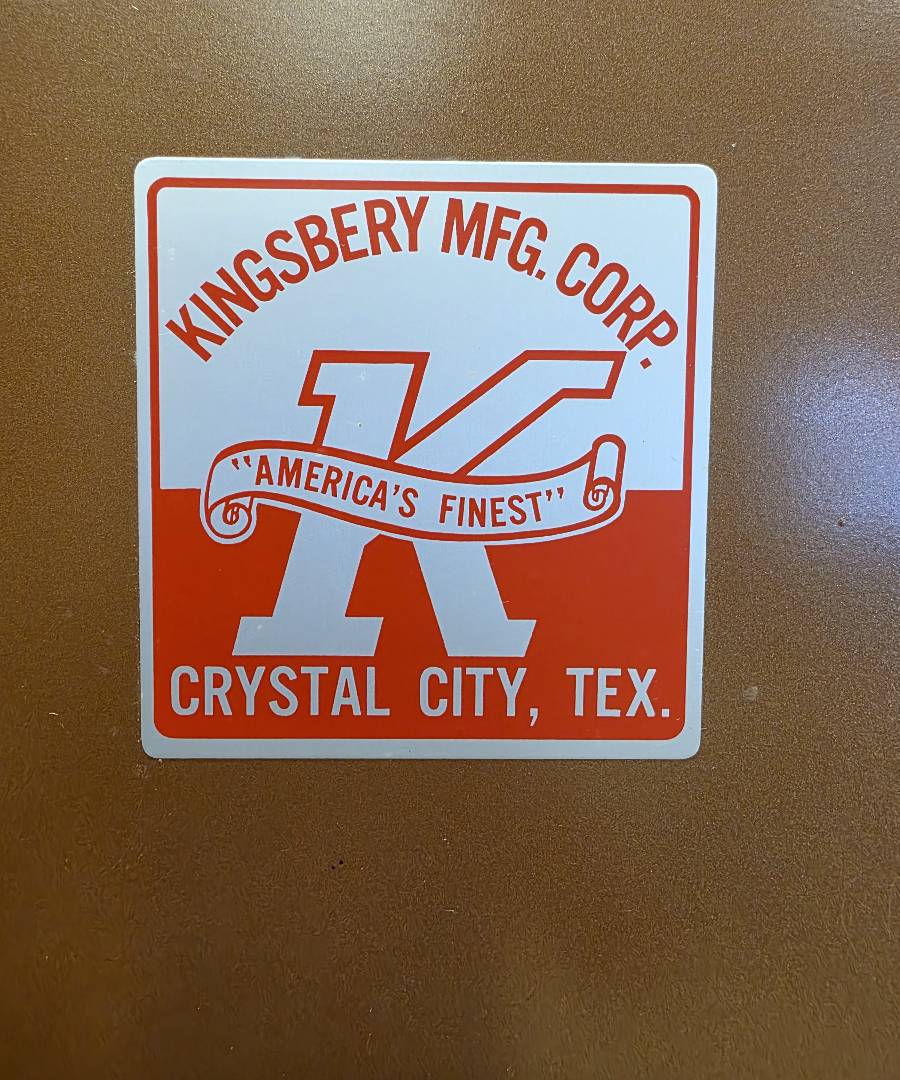 KINGSBERY MFG. CORP.
K
"AMERICA'S FINEST"
CRYSTAL CITY, TEX.